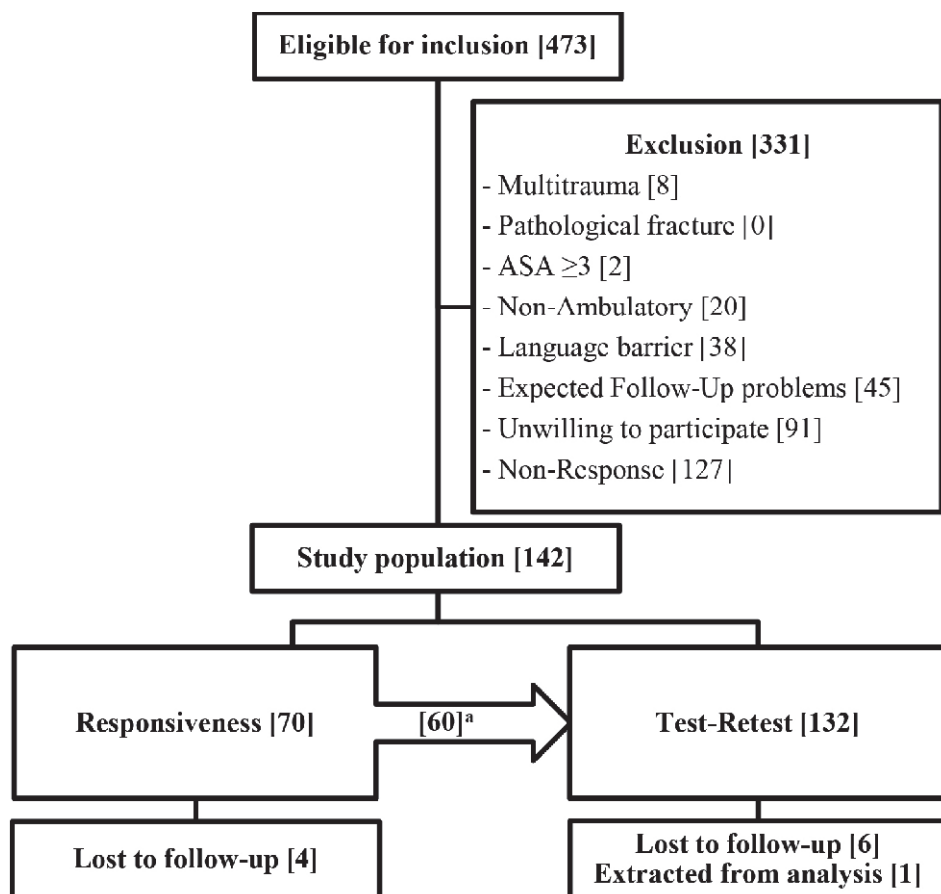 Eligible for inclusion [473]
Exclusion [331]
- Multitrauma [8]
- Pathological fracture [0]
- ASA ≥3 [2]
- Non-Ambulatory [20]
- Language barrier [38]
- Expected Follow-Up problems [45]
- Unwilling to participate [91]
- Non-Response [127]
Study population [142]
Responsiveness [70]
[60]ᵃ
Test-Retest [132]
Lost to follow-up [4]
Lost to follow-up [6]
Extracted from analysis [1]